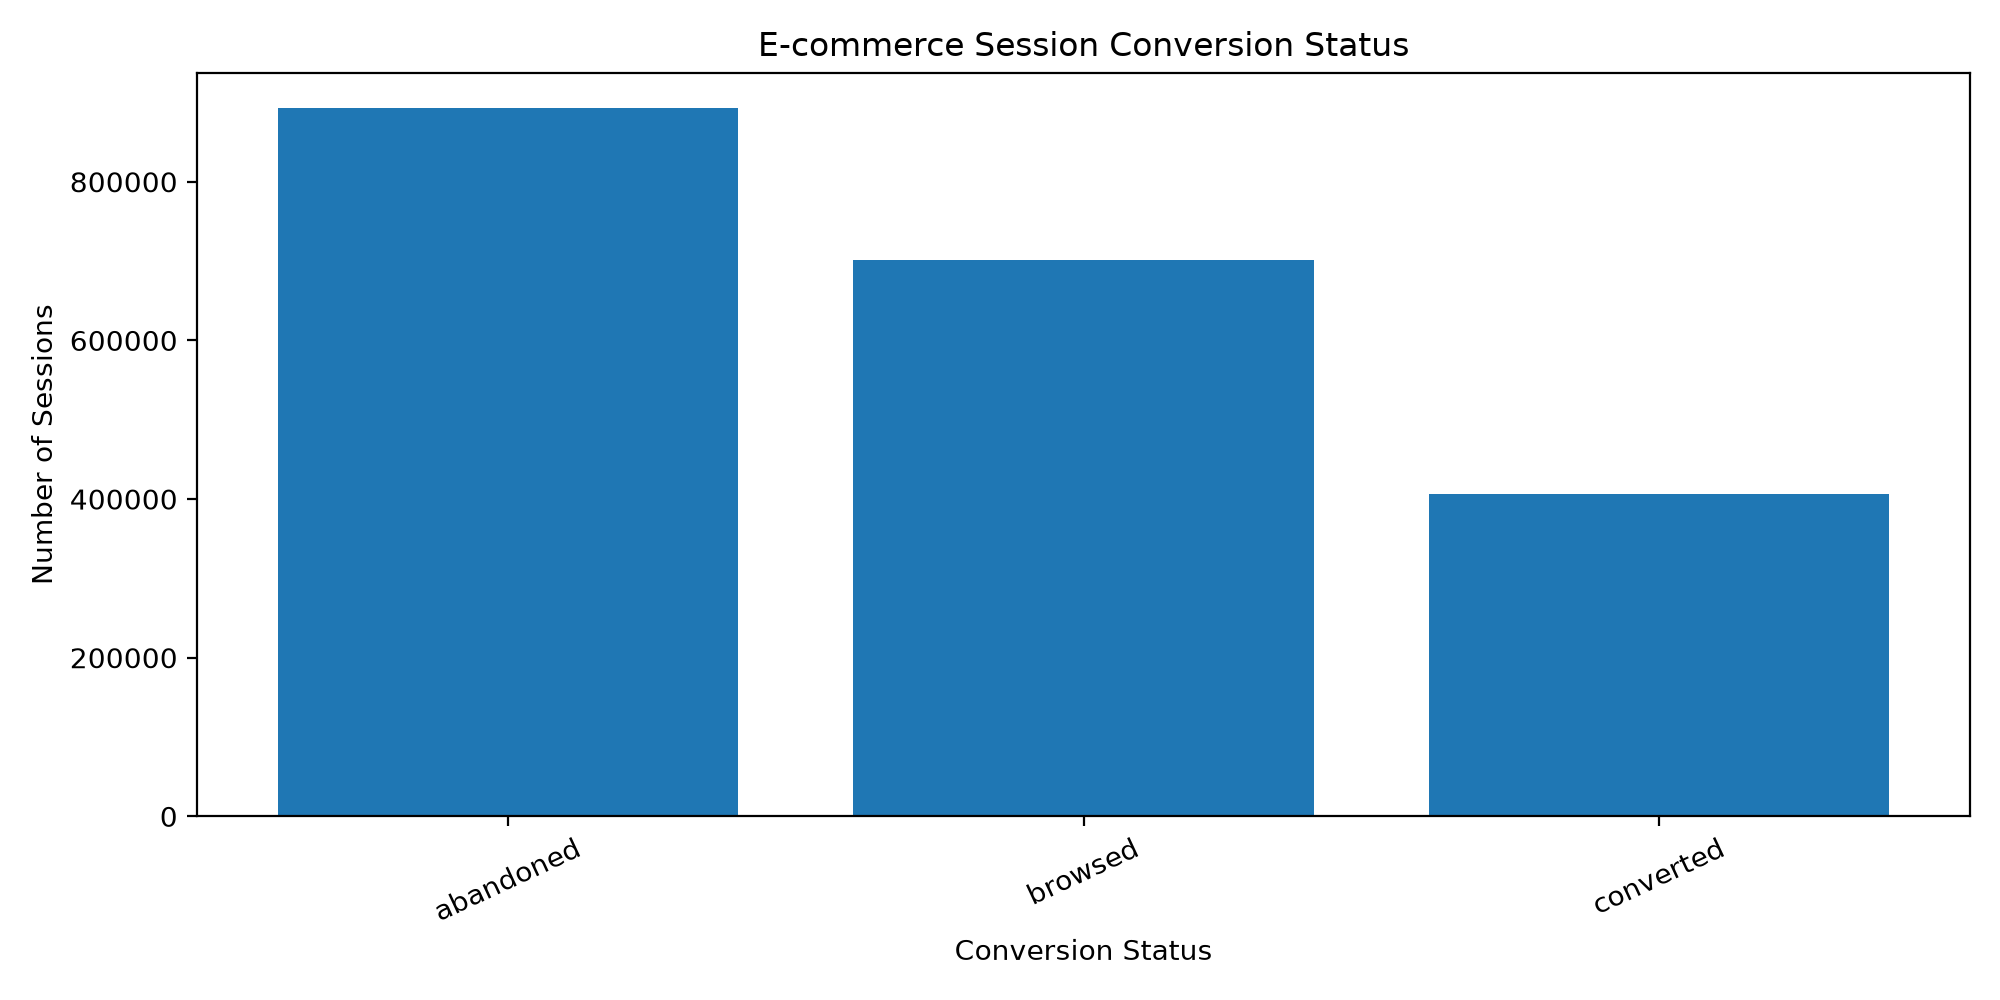 E-commerce Session Conversion Status
Number of Sessions
800000
600000
400000
200000
0
abandoned
browsed
converted
Conversion Status